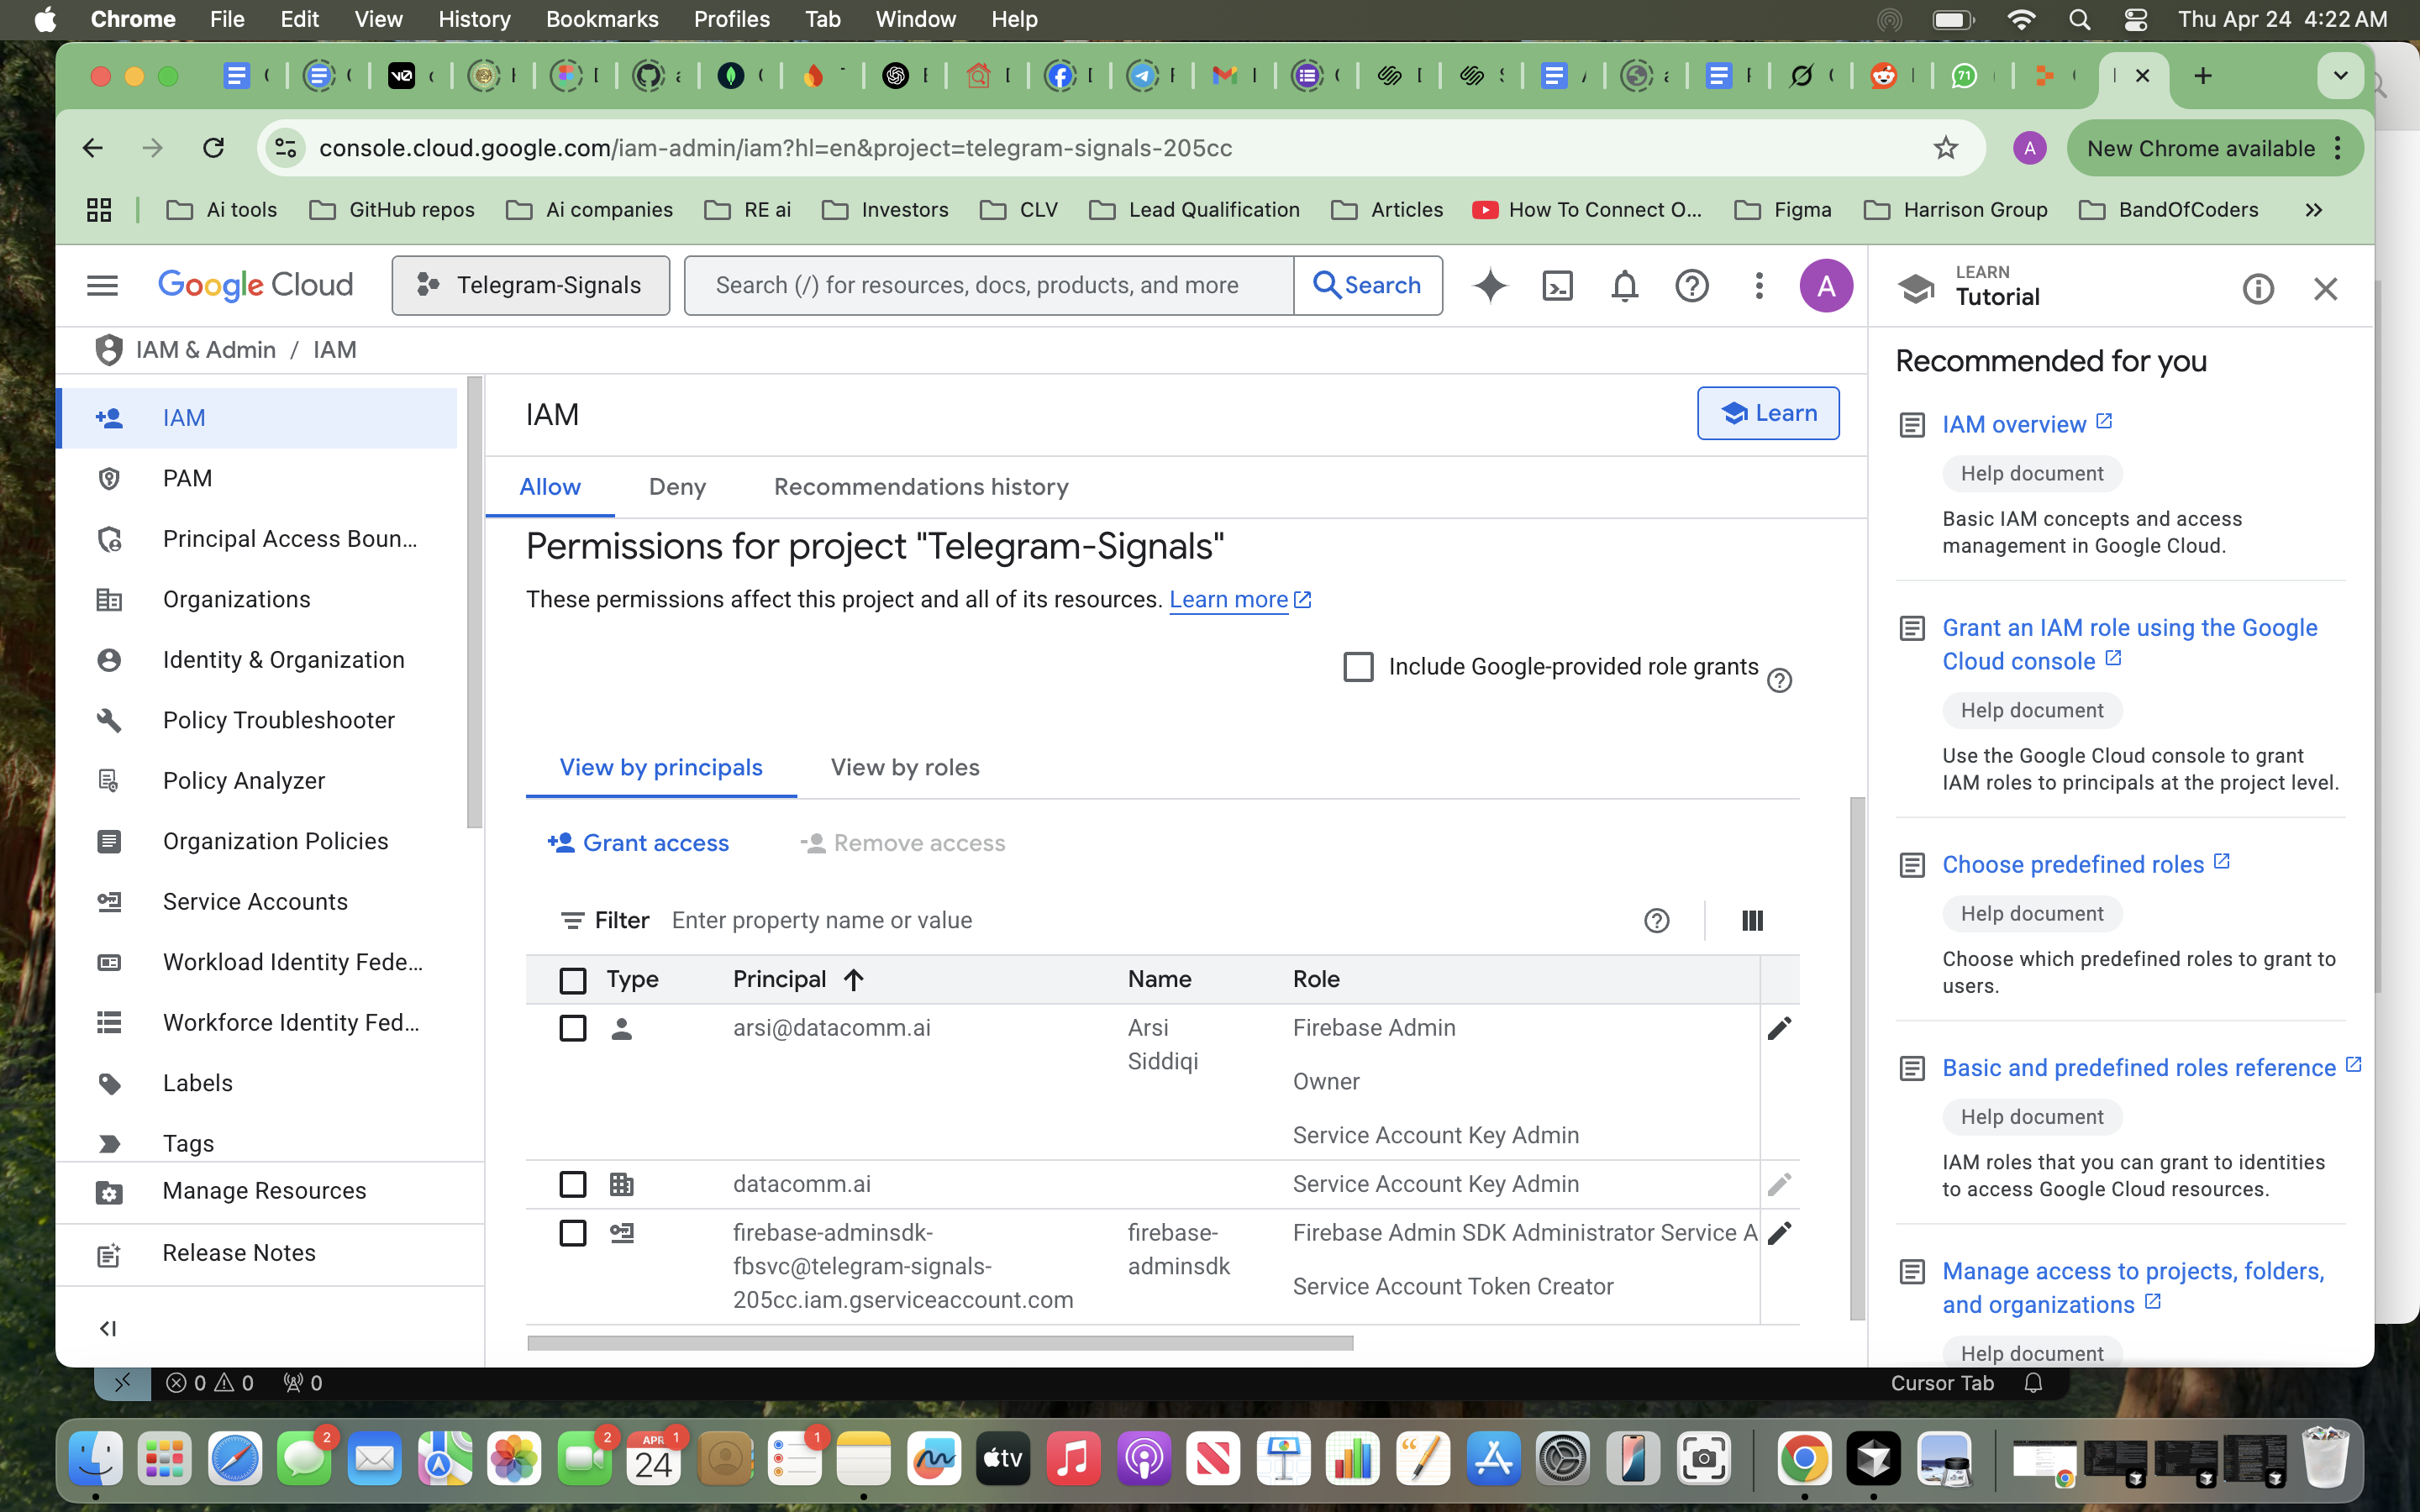 Chrome File Edit View History Bookmarks Profiles Tab Window Help Thu Apr 24 4:22 AM
71
console.cloud.google.com/iam-admin/iam?hl=en&project=telegram-signals-205cc A New Chrome available
Ai tools GitHub repos Ai companies RE ai Investors CLV Lead Qualification Articles How To Connect O... Figma Harrison Group BandOfCoders
Google Cloud Telegram-Signals Search (/) for resources, docs, products, and more Search A
LEARN
Tutorial
IAM & Admin / IAM
IAM
PAM
Principal Access Boun...
Organizations
Identity & Organization
Policy Troubleshooter
Policy Analyzer
Organization Policies
Service Accounts
Workload Identity Fede...
Workforce Identity Fed...
Labels
Tags
Manage Resources
Release Notes
IAM
Learn
Allow Deny Recommendations history
Permissions for project "Telegram-Signals"
These permissions affect this project and all of its resources. Learn more
Include Google-provided role grants
View by principals View by roles
Grant access Remove access
Filter Enter property name or value
Type Principal Name Role
arsi@datacomm.ai Arsi Siddiqi Firebase Admin
Owner
Service Account Key Admin
datacomm.ai Service Account Key Admin
firebase-adminsdk- firebase- Firebase Admin SDK Administrator Service A
fbsvc@telegram-signals- adminsdk
205cc.iam.gserviceaccount.com Service Account Token Creator
Recommended for you
IAM overview
Help document
Basic IAM concepts and access
management in Google Cloud.
Grant an IAM role using the Google
Cloud console
Help document
Use the Google Cloud console to grant
IAM roles to principals at the project level.
Choose predefined roles
Help document
Choose which predefined roles to grant to
users.
Basic and predefined roles reference
Help document
IAM roles that you can grant to identities
to access Google Cloud resources.
Manage access to projects, folders,
and organizations
Help document
0 0 0 Cursor Tab
2 2 APR 24 1 1 tv